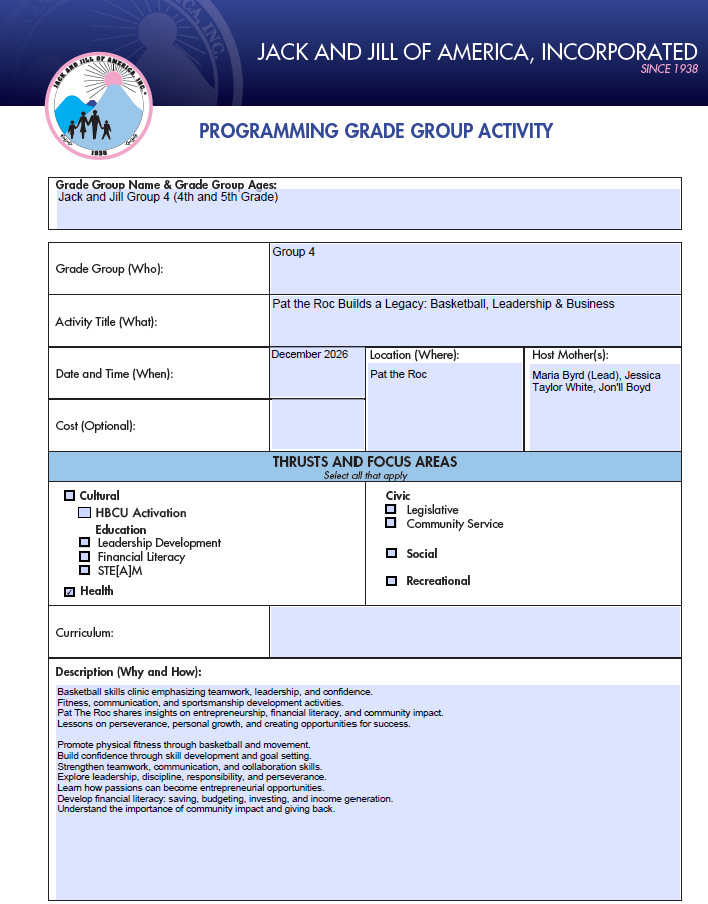 JACK AND JILL OF AMERICA, INCORPORATED
SINCE 1938
JACK AND JILL OF AMERICA, INC.
1938
PROGRAMMING GRADE GROUP ACTIVITY
Grade Group Name & Grade Group Ages:
Jack and Jill Group 4 (4th and 5th Grade)
Grade Group (Who):
Group 4
Activity Title (What):
Pat the Roc Builds a Legacy: Basketball, Leadership & Business
Date and Time (When):
December 2026
Location (Where):
Pat the Roc
Host Mother(s):
Maria Byrd (Lead), Jessica
Taylor White, Jon'll Boyd
Cost (Optional):
THRUSTS AND FOCUS AREAS
Select all that apply
Cultural
HBCU Activation
Education
Leadership Development
Financial Literacy
STE[A]M
Health
Civic
Legislative
Community Service
Social
Recreational
Curriculum:
Description (Why and How):
Basketball skills clinic emphasizing teamwork, leadership, and confidence.
Fitness, communication, and sportsmanship development activities.
Pat The Roc shares insights on entrepreneurship, financial literacy, and community impact.
Lessons on perseverance, personal growth, and creating opportunities for success.
Promote physical fitness through basketball and movement.
Build confidence through skill development and goal setting.
Strengthen teamwork, communication, and collaboration skills.
Explore leadership, discipline, responsibility, and perseverance.
Learn how passions can become entrepreneurial opportunities.
Develop financial literacy: saving, budgeting, investing, and income generation.
Understand the importance of community impact and giving back.